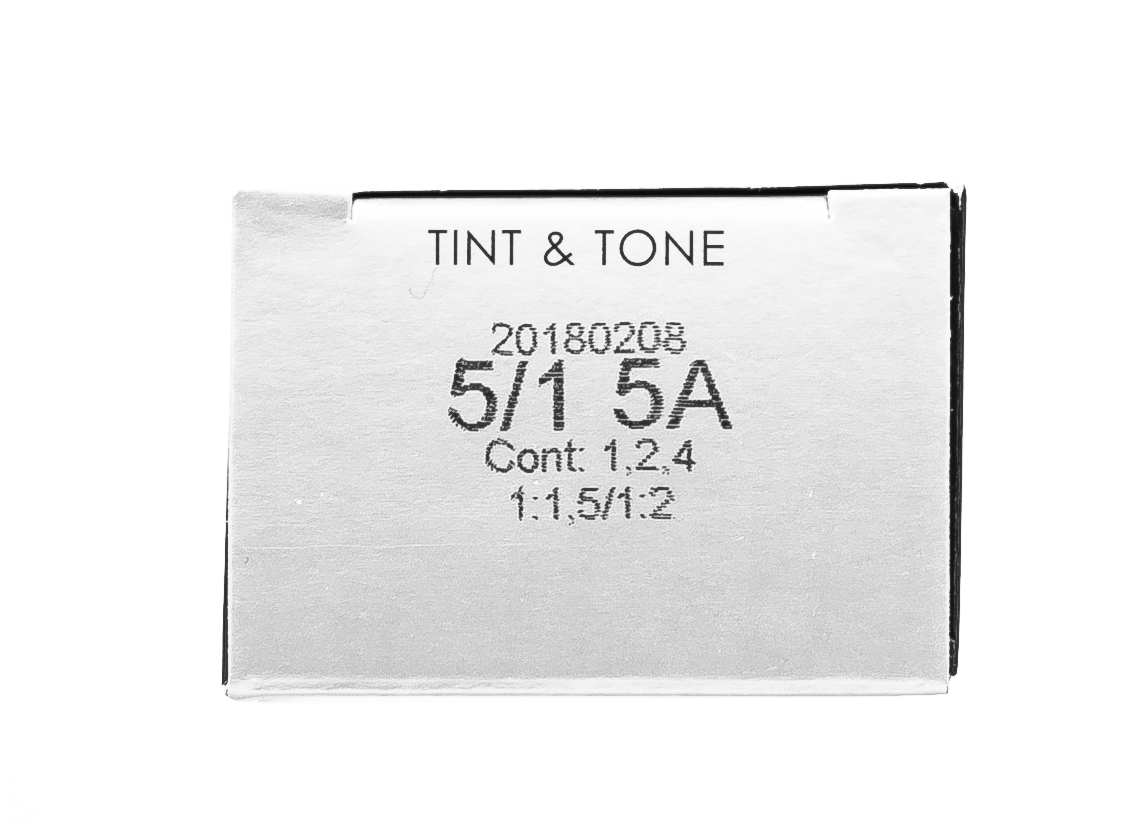 TINT & TONE
20180208
5/1 5A
Cont: 1,2,4
1:1,5/1:2